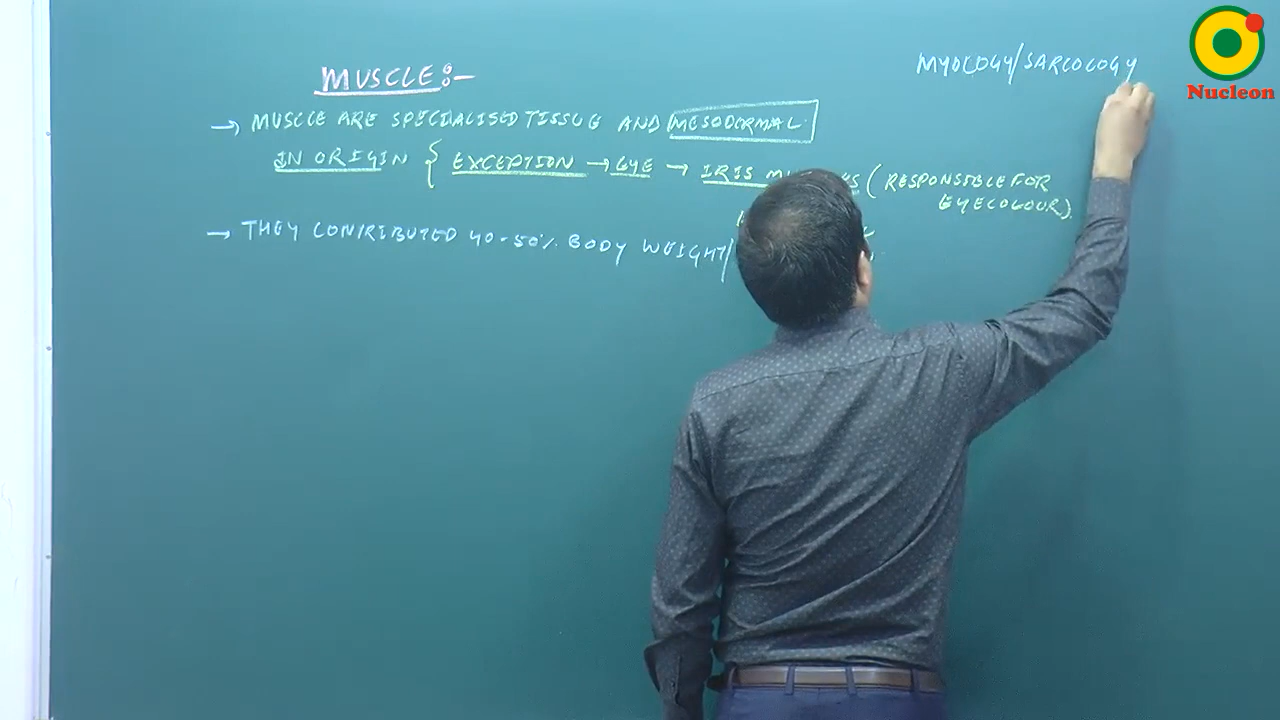 MYOLOGY/SARCOLOGY
Nucleon
MUSCLE:-
→ MUSCLE ARE SPECIALISED TISSUE AND MESODERMAL
IN ORIGIN { EXCEPTION → EYE → IRIS (RESPONSIBLE FOR
EYECOLOUR).
→ THEY CONTRIBUTED 40-50% BODY WEIGHT/